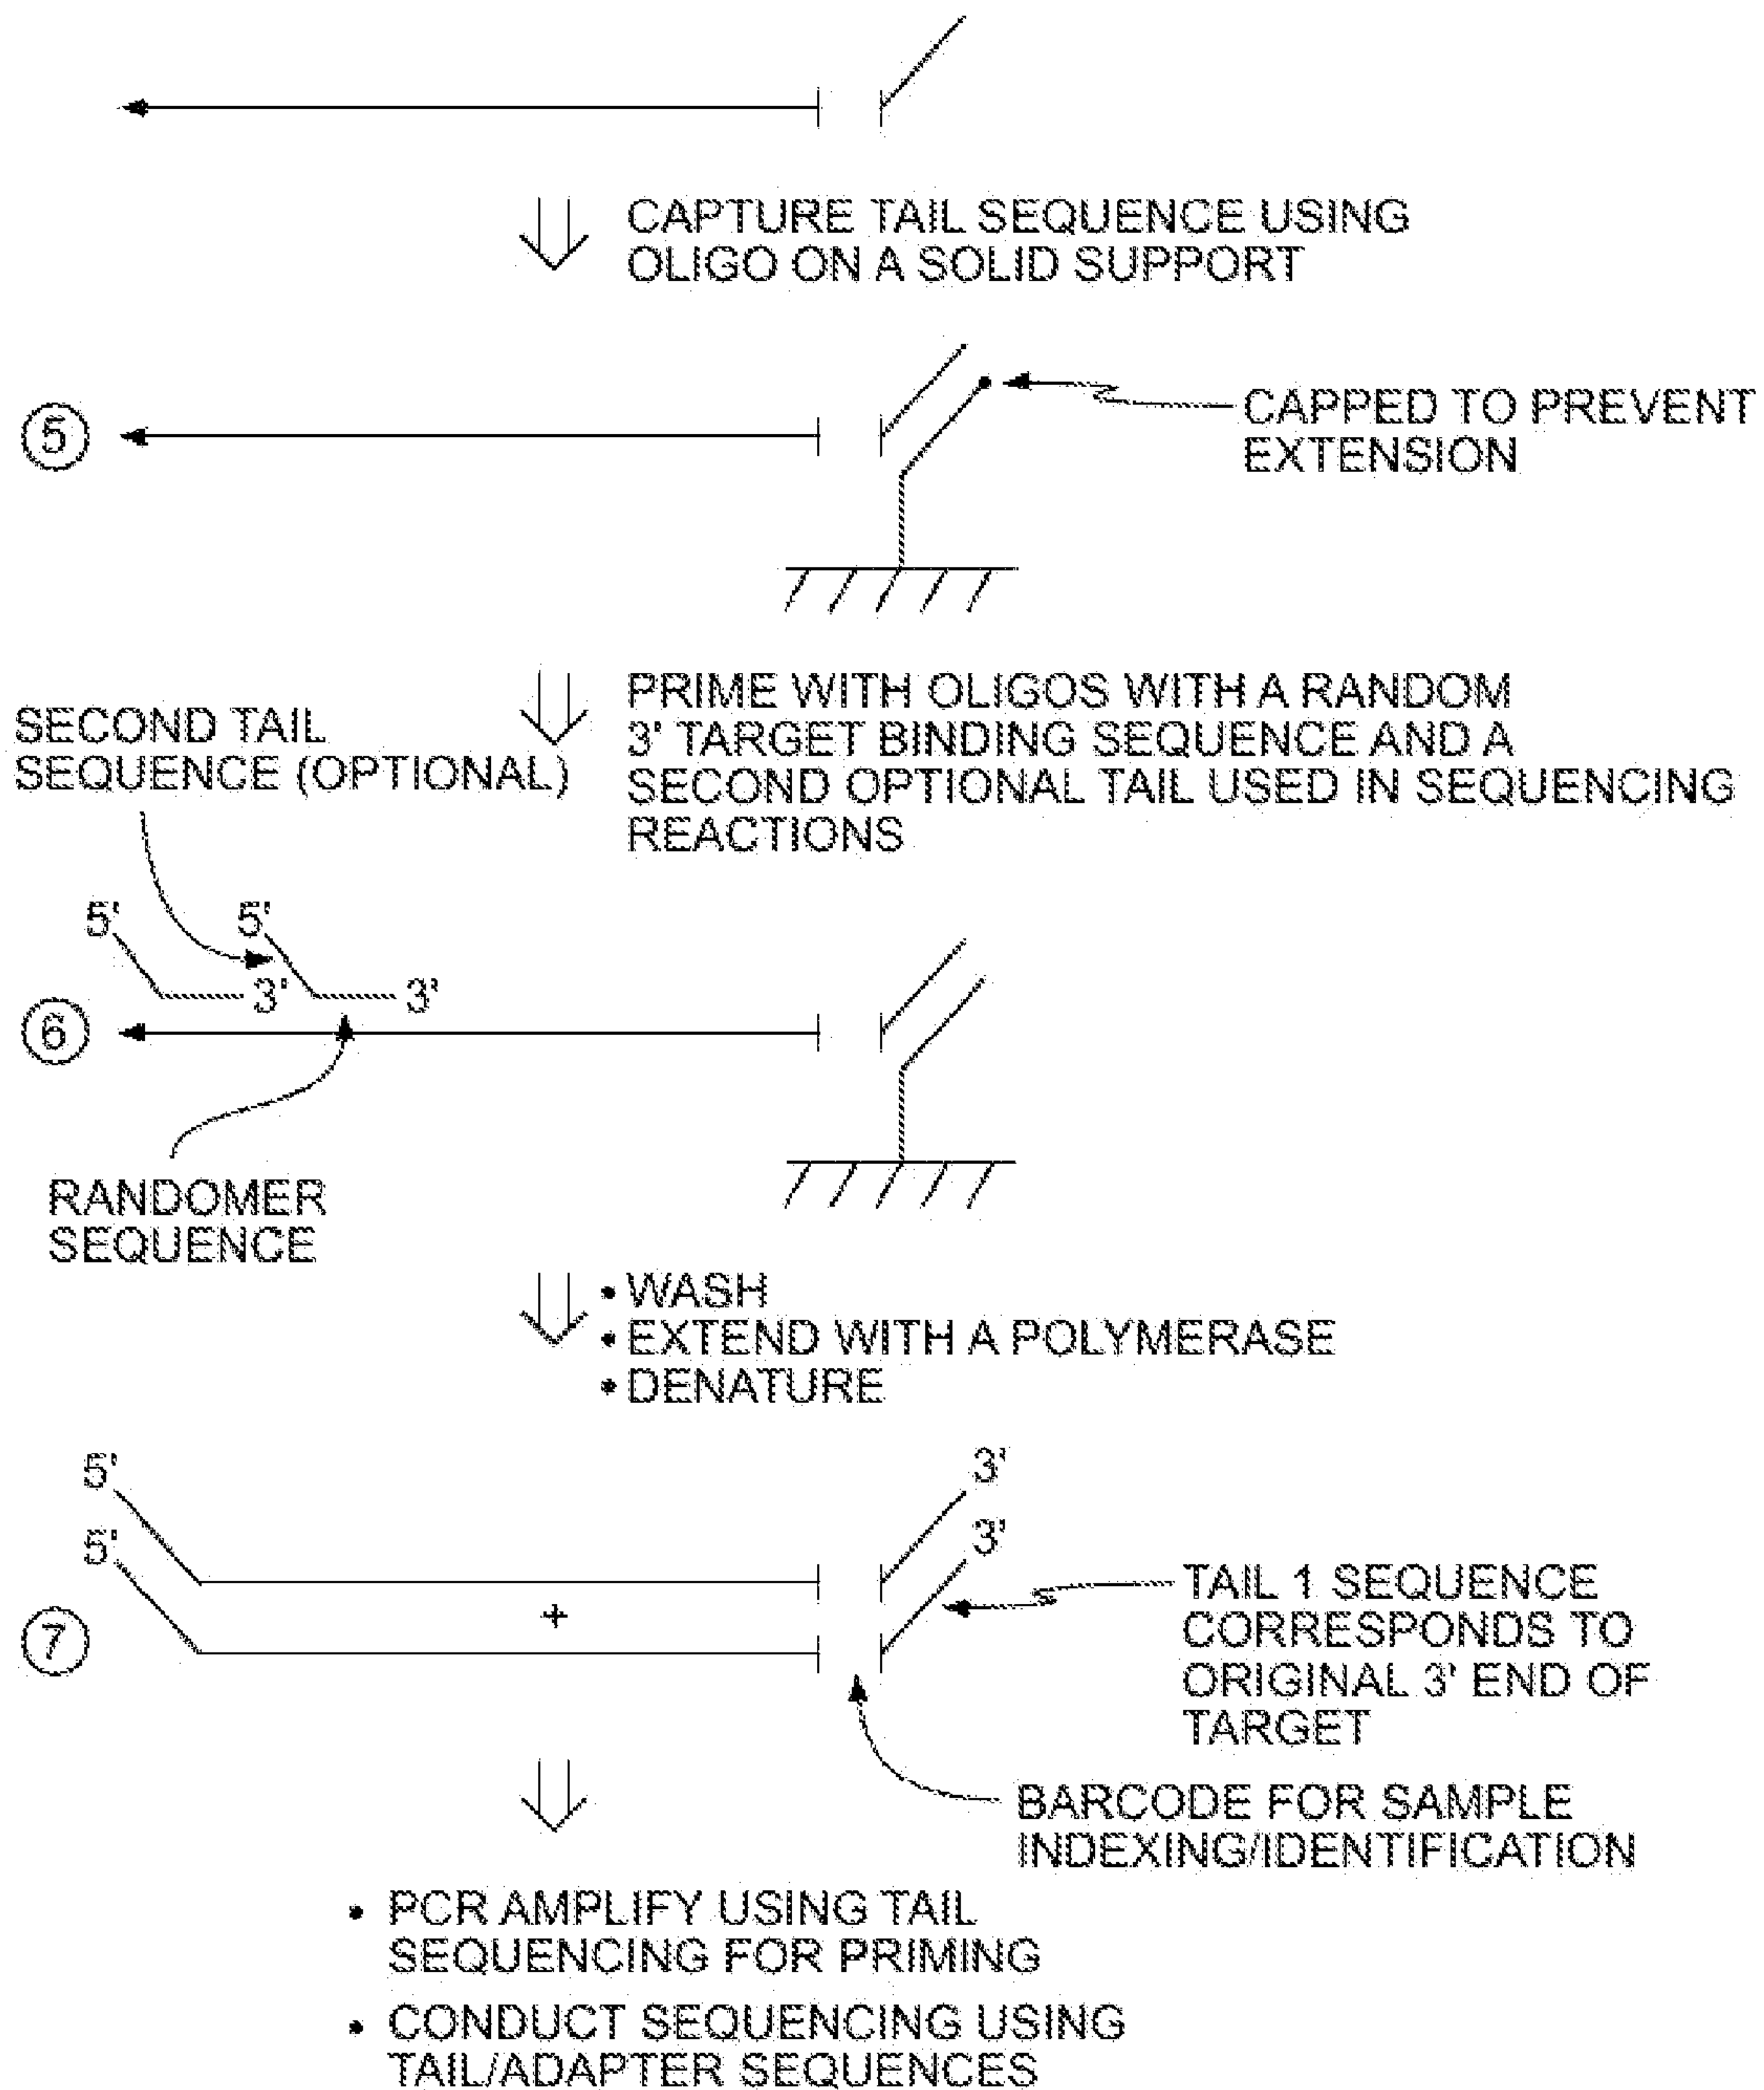 CAPTURE TAIL SEQUENCE USING
OLIGO ON A SOLID SUPPORT
5
CAPPED TO PREVENT
EXTENSION
PRIME WITH OLIGOS WITH A RANDOM
3' TARGET BINDING SEQUENCE AND A
SECOND OPTIONAL TAIL USED IN SEQUENCING
REACTIONS
SECOND TAIL
SEQUENCE (OPTIONAL)
5' 5'
3' 3'
6
RANDOMER
SEQUENCE
• WASH
• EXTEND WITH A POLYMERASE
• DENATURE
5' 3'
5' 3'
+
7
TAIL 1 SEQUENCE
CORRESPONDS TO
ORIGINAL 3' END OF
TARGET
BARCODE FOR SAMPLE
INDEXING/IDENTIFICATION
• PCR AMPLIFY USING TAIL
SEQUENCING FOR PRIMING
• CONDUCT SEQUENCING USING
TAIL/ADAPTER SEQUENCES